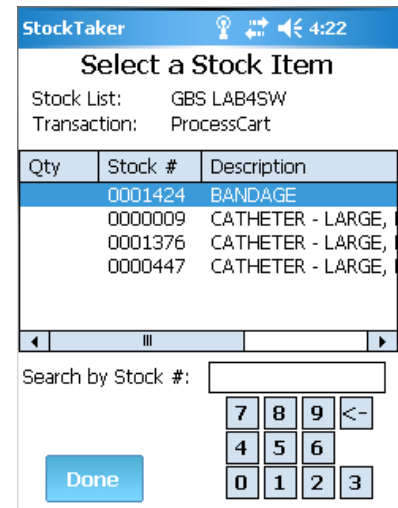 StockTaker 4:22
Select a Stock Item
Stock List: GBS LAB4SW
Transaction: ProcessCart
Qty Stock # Description
0001424 BANDAGE
0000009 CATHETER - LARGE,
0001376 CATHETER - LARGE,
0000447 CATHETER - LARGE,
Search by Stock #:
7 8 9 <-
4 5 6
Done 0 1 2 3